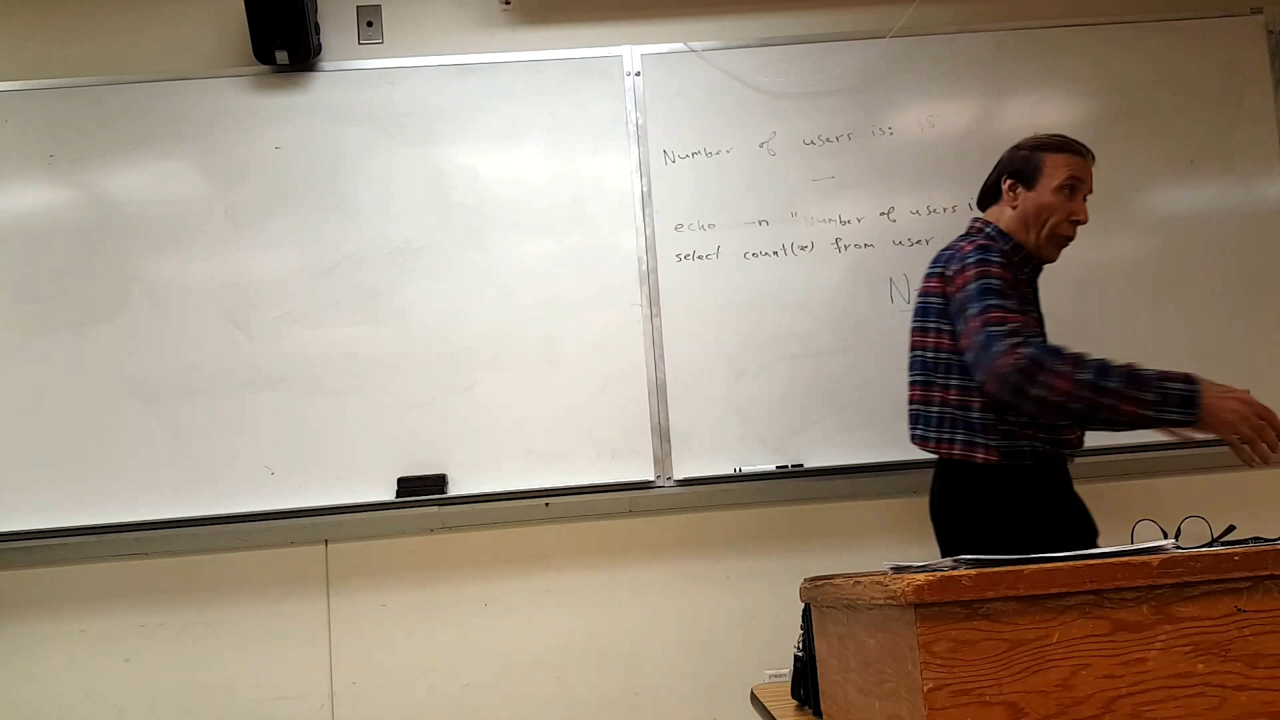 Number of users is: 15
—
echo -n "Number of users i
select count(*) from user
N